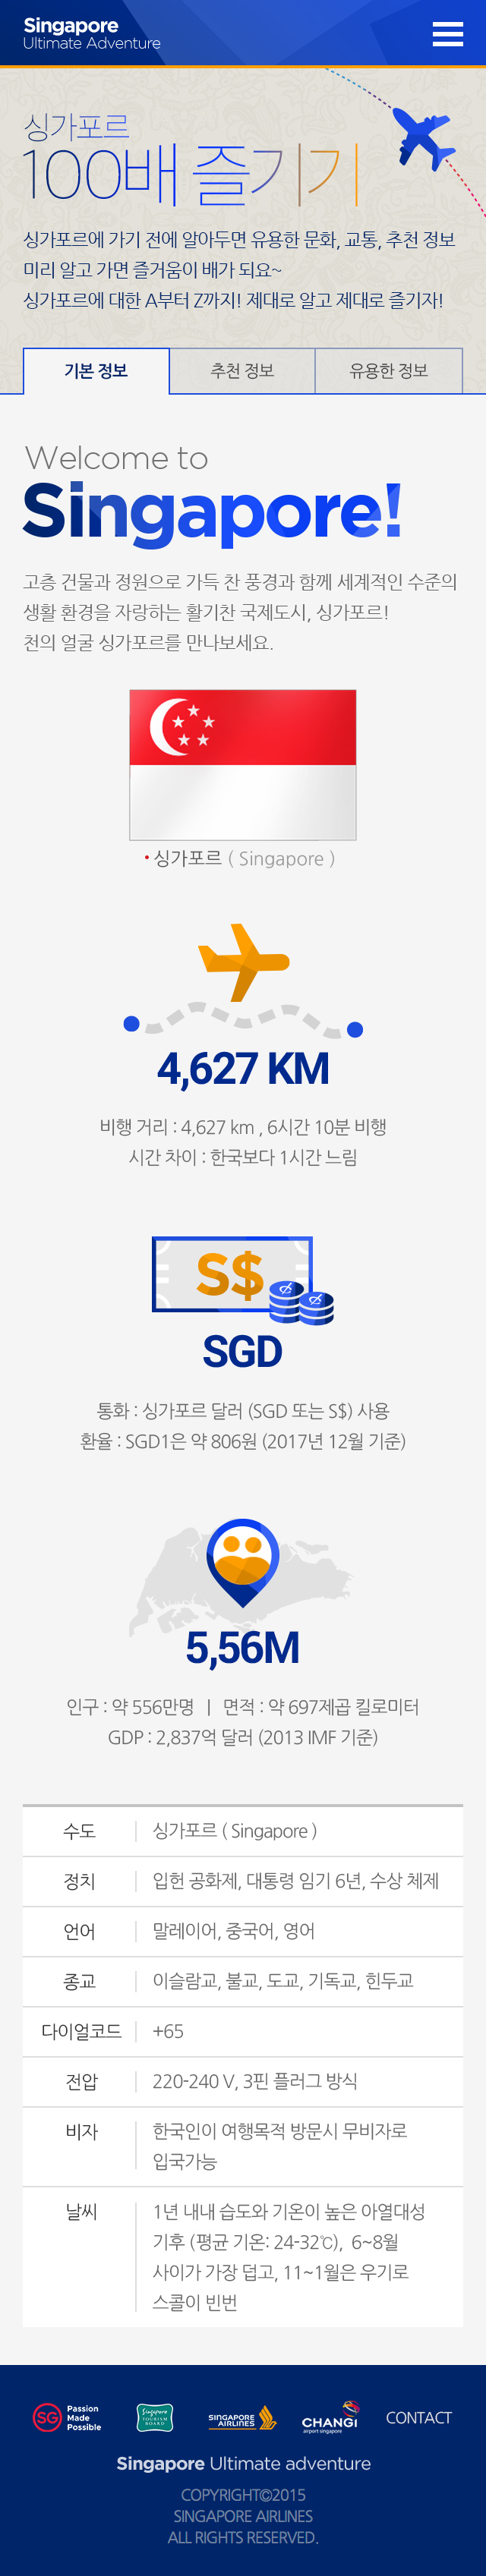 Singapore
Ultimate Adventure
싱가포르
100배 즐기기
싱가포르에 가기 전에 알아두면 유용한 문화, 교통, 추천 정보
미리 알고 가면 즐거움이 배가 되요~
싱가포르에 대한 A부터 Z까지! 제대로 알고 제대로 즐기자!
기본 정보
추천 정보
유용한 정보
Welcome to
Singapore!
고층 건물과 정원으로 가득 찬 풍경과 함께 세계적인 수준의
생활 환경을 자랑하는 활기찬 국제도시, 싱가포르!
천의 얼굴 싱가포르를 만나보세요.
• 싱가포르 ( Singapore )
4,627 KM
비행 거리 : 4,627 km , 6시간 10분 비행
시간 차이 : 한국보다 1시간 느림
S$
SGD
통화 : 싱가포르 달러 (SGD 또는 S$) 사용
환율 : SGD1은 약 806원 (2017년 12월 기준)
5,56M
인구 : 약 556만명 | 면적 : 약 697제곱 킬로미터
GDP : 2,837억 달러 (2013 IMF 기준)
수도 싱가포르 ( Singapore )
정치 입헌 공화제, 대통령 임기 6년, 수상 체제
언어 말레이어, 중국어, 영어
종교 이슬람교, 불교, 도교, 기독교, 힌두교
다이얼코드 +65
전압 220-240 V, 3핀 플러그 방식
비자 한국인이 여행목적 방문시 무비자로
입국가능
날씨 1년 내내 습도와 기온이 높은 아열대성
기후 (평균 기온: 24-32℃), 6~8월
사이가 가장 덥고, 11~1월은 우기로
스콜이 빈번
SG Passion
Made
Possible
Singapore
TOURISM
BOARD
SINGAPORE
AIRLINES
CHANGI
airport singapore
CONTACT
Singapore Ultimate adventure
COPYRIGHT©2015
SINGAPORE AIRLINES
ALL RIGHTS RESERVED.